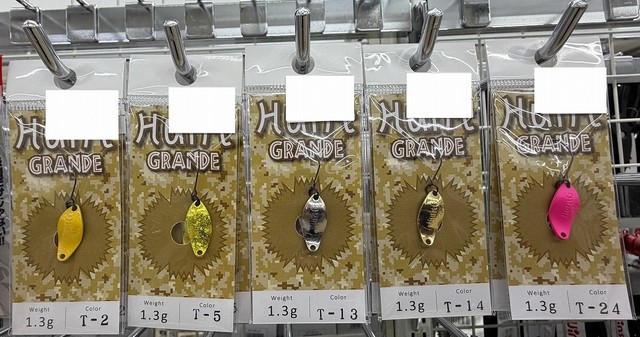 GRANDE
Weight Color
1.3g T-2
GRANDE
Weight Color
1.3g T-5
GRANDE
Weight Color
1.3g T-13
GRANDE
Weight Color
1.3g T-14
GRANDE
Weight Color
1.3g T-24